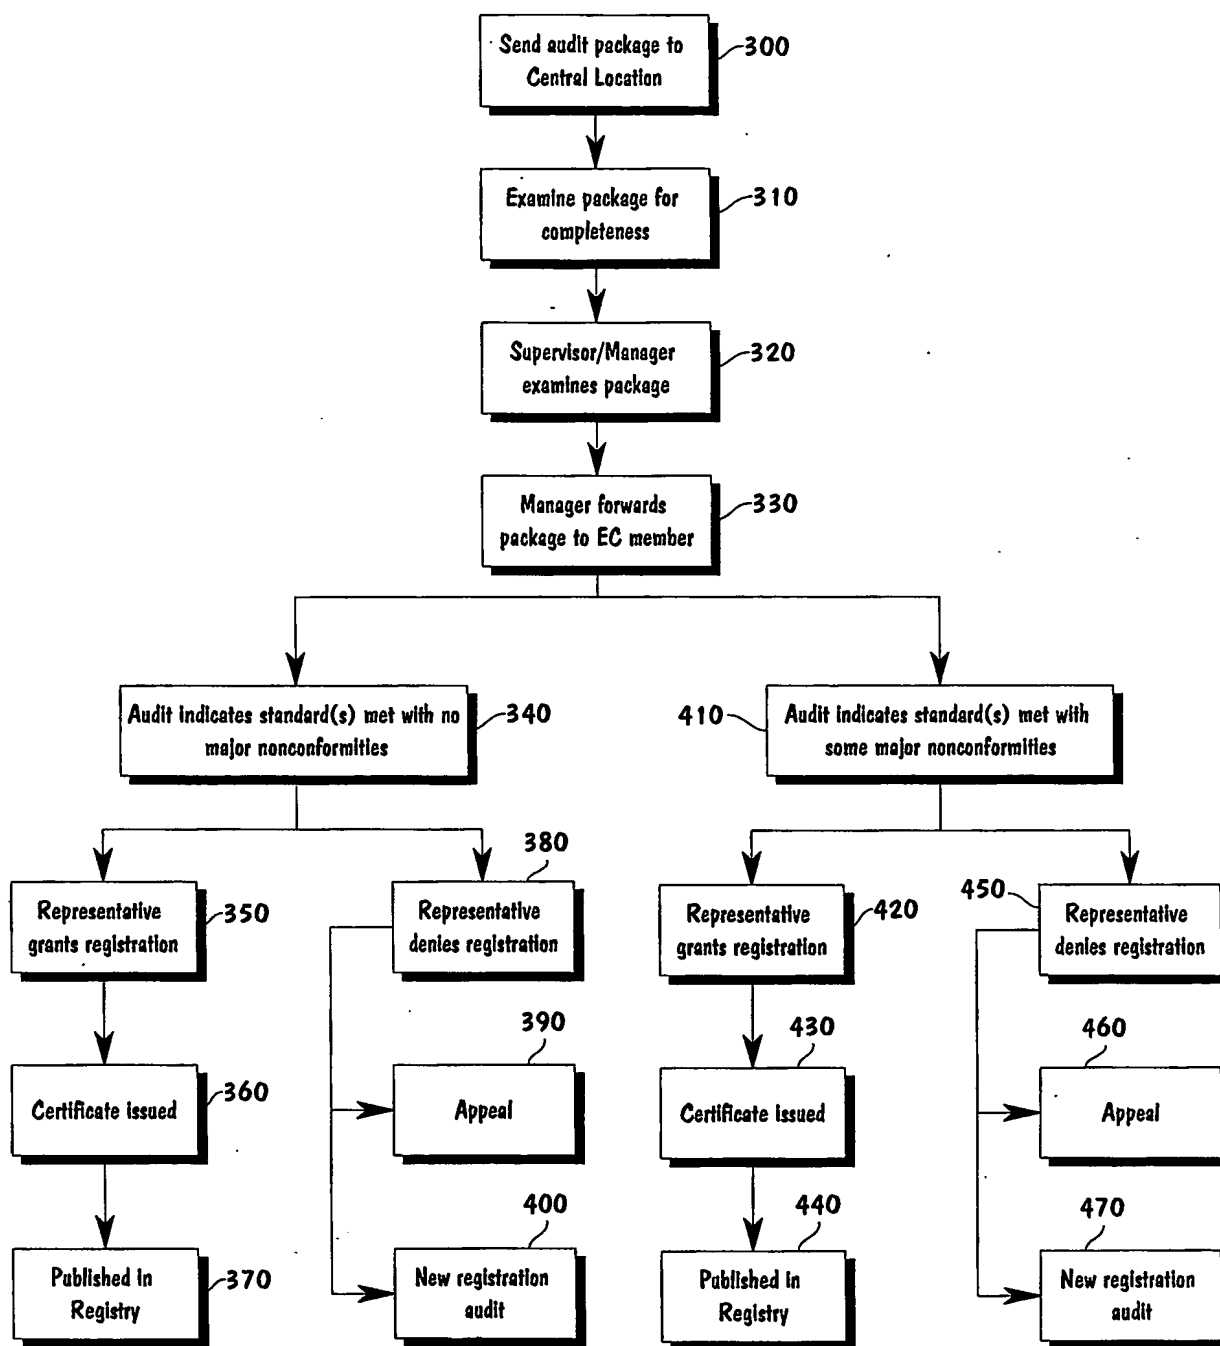 Send audit package to
Central Location
300
Examine package for
completeness
310
Supervisor/Manager
examines package
320
Manager forwards
package to EC member
330
Audit indicates standard(s) met with no
major nonconformities
340
410
Audit indicates standard(s) met with
some major nonconformities
Representative
grants registration
350
380
Representative
denies registration
Representative
grants registration
420
450
Representative
denies registration
Certificate issued
360
390
Appeal
430
Certificate issued
460
Appeal
Published in
Registry
370
400
New registration
audit
440
Published in
Registry
470
New registration
audit